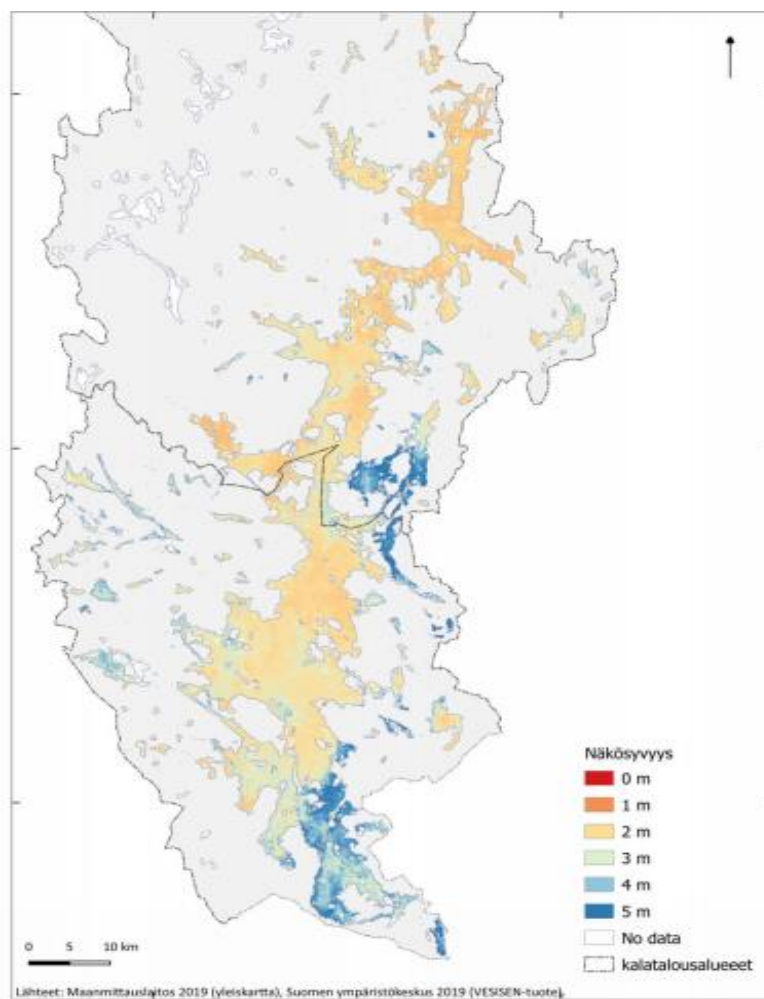 Näkösyvyys
0 m
1 m
2 m
3 m
4 m
5 m
No data
kalatalousalueeet
0 5 10 km
Lähteet: Maanmittauslaitos 2019 (yleiskartta), Suomen ympäristökeskus 2019 (VESISEN-tuote),